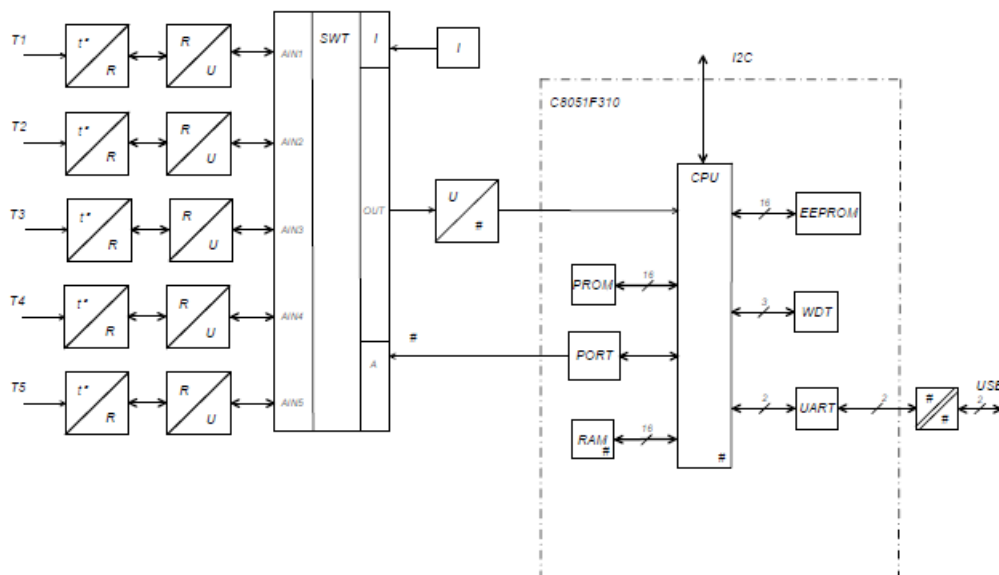 T1
t°
R
R
U
AIN1
SWT
I
I
I2C
C8051F310
T2
t°
R
R
U
AIN2
CPU
T3
t°
R
R
U
AIN3
OUT
U
#
16
EEPROM
PROM
16
T4
t°
R
R
U
AIN4
#
3
WDT
A
PORT
T5
t°
R
R
U
AIN5
2
UART
2
#
#
USB
2
RAM
#
16
#